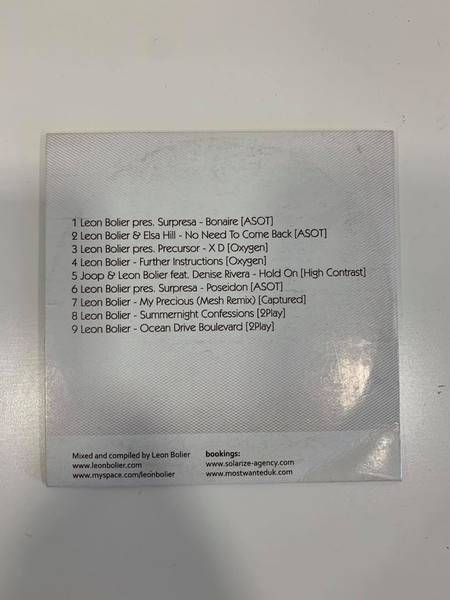 1 Leon Bolier pres. Surpresa - Bonaire [ASOT]
2 Leon Bolier & Elsa Hill - No Need To Come Back [ASOT]
3 Leon Bolier pres. Precursor - X D [Oxygen]
4 Leon Bolier - Further Instructions [Oxygen]
5 Joop & Leon Bolier feat. Denise Rivera - Hold On [High Contrast]
6 Leon Bolier pres. Surpresa - Poseidon [ASOT]
7 Leon Bolier - My Precious (Mesh Remix) [Captured]
8 Leon Bolier - Summernight Confessions [2Play]
9 Leon Bolier - Ocean Drive Boulevard [2Play]
Mixed and compiled by Leon Bolier
www.leonbolier.com
www.myspace.com/leonbolier
bookings:
www.solarize-agency.com
www.mostwanteduk.com